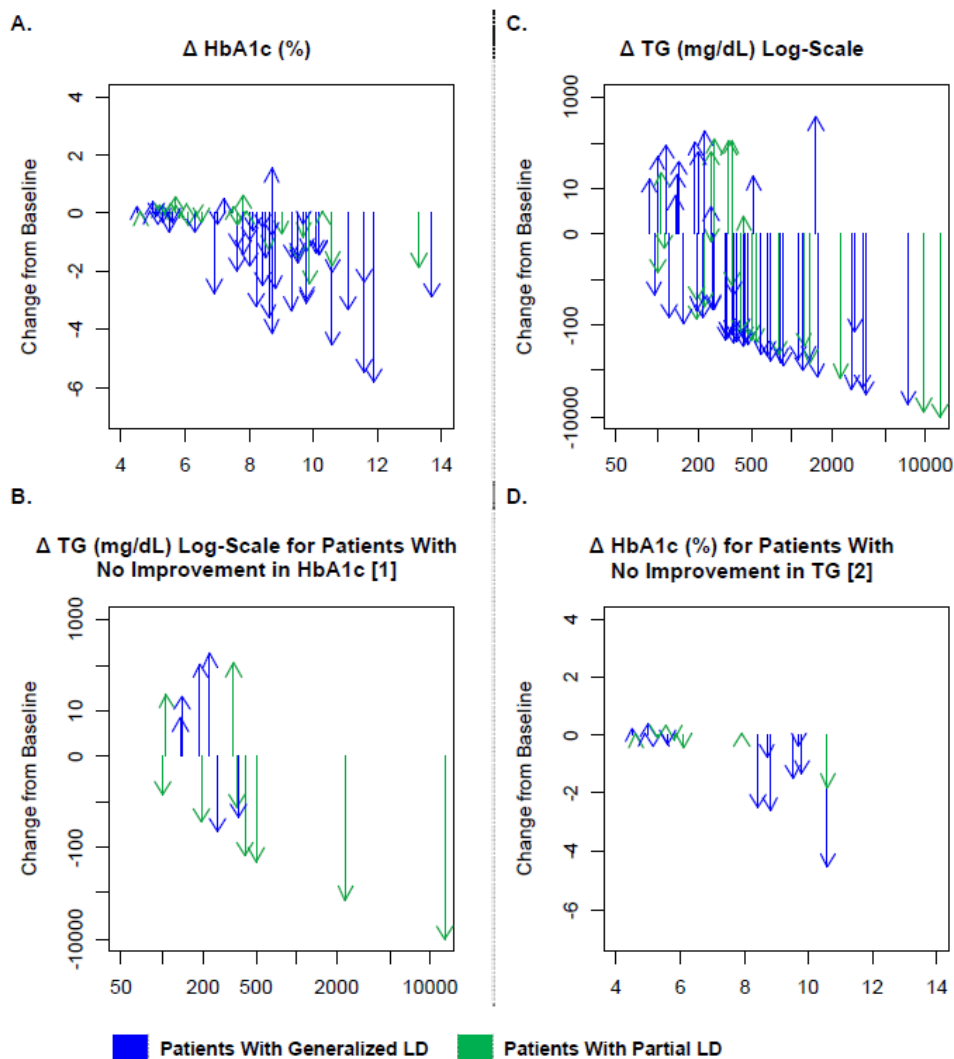 A.
Δ HbA1c (%)
Change from Baseline
4
2
0
-2
-4
-6
4 6 8 10 12 14
C.
Δ TG (mg/dL) Log-Scale
Change from Baseline
1000
10
0
-100
-10000
50 200 500 2000 10000
B.
Δ TG (mg/dL) Log-Scale for Patients With
No Improvement in HbA1c [1]
Change from Baseline
1000
10
0
-100
-10000
50 200 500 2000 10000
D.
Δ HbA1c (%) for Patients With
No Improvement in TG [2]
Change from Baseline
4
2
0
-2
-4
-6
4 6 8 10 12 14
Patients With Generalized LD Patients With Partial LD